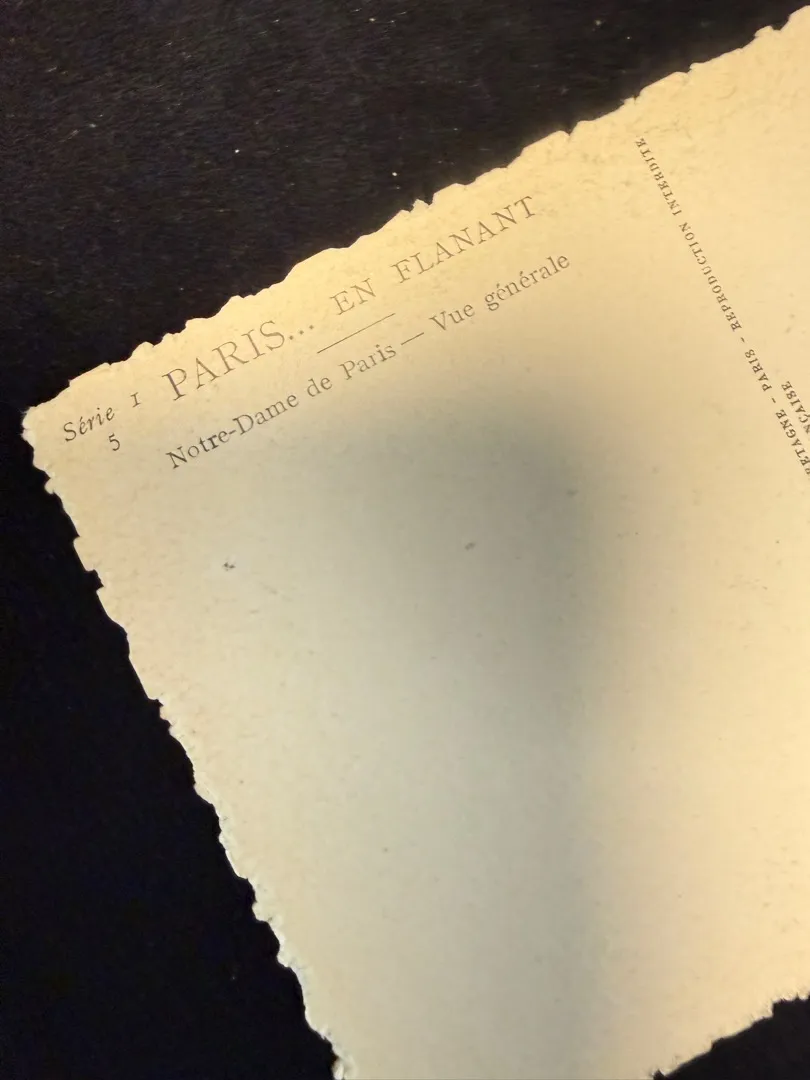 Série 1
5
PARIS... EN FLANANT
Notre-Dame de Paris — Vue générale
PARIS - REPRODUCTION INTERDITE